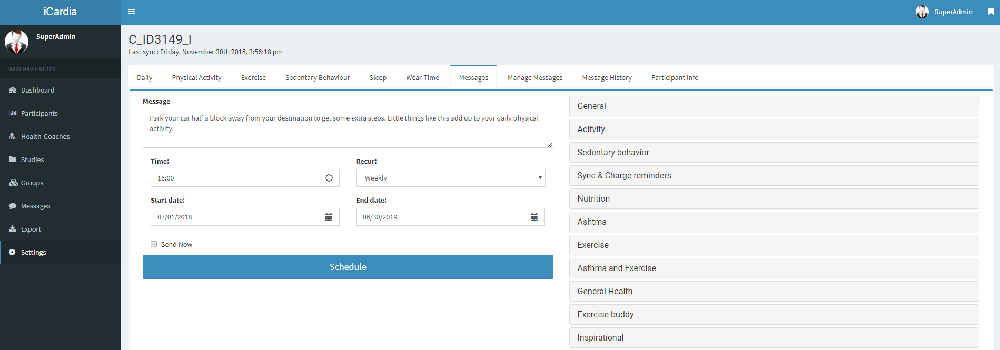 iCardia
SuperAdmin
SuperAdmin
MAIN NAVIGATION
Dashboard
Participants
Health-Coaches
Studies
Groups
Messages
Export
Settings
C_ID3149_I
Last sync: Friday, November 30th 2018, 3:56:18 pm
Daily Physical Activity Exercise Sedentary Behaviour Sleep Wear-Time Messages Manage Messages Message History Participant Info
Message
Park your car half a block away from your destination to get some extra steps. Little things like this add up to your daily physical
activity.
Time: Recur:
16:00 Weekly
Start date: End date:
07/01/2018 06/30/2019
Send Now
Schedule
General
Acitvity
Sedentary behavior
Sync & Charge reminders
Nutrition
Ashtma
Exercise
Asthma and Exercise
General Health
Exercise buddy
Inspirational